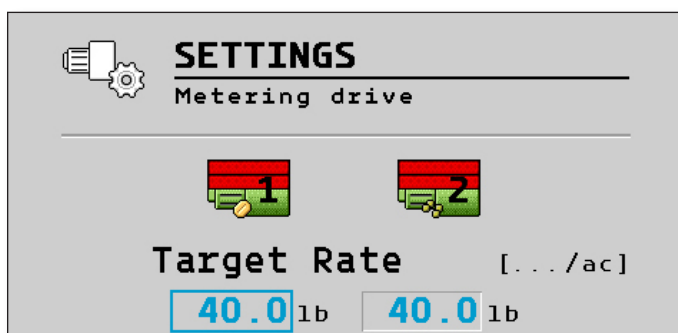 SETTINGS
Metering drive
1 2
Target Rate [.../ac]
40.0 lb 40.0 lb